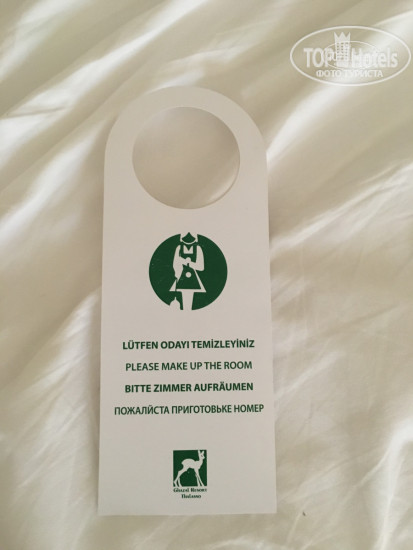 TOP Hotels
ФОТО ТУРИСТА
LÜTFEN ODAYI TEMİZLEYİNİZ
PLEASE MAKE UP THE ROOM
BITTE ZIMMER AUFRÄUMEN
ПОЖАЛЙСТА ПРИГОТОВЬКЕ НОМЕР